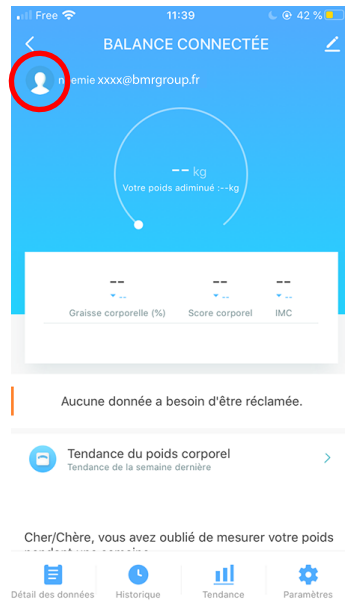 Free 11:39 42 %
BALANCE CONNECTÉE
emie xxxx@bmrgroup.fr
-- kg
Votre poids adiminué :--kg
-- -- --
-- -- --
Graisse corporelle (%) Score corporel IMC
Aucune donnée a besoin d'être réclamée.
Tendance du poids corporel
Tendance de la semaine dernière
Cher/Chère, vous avez oublié de mesurer votre poids
Détail des données Historique Tendance Paramètres